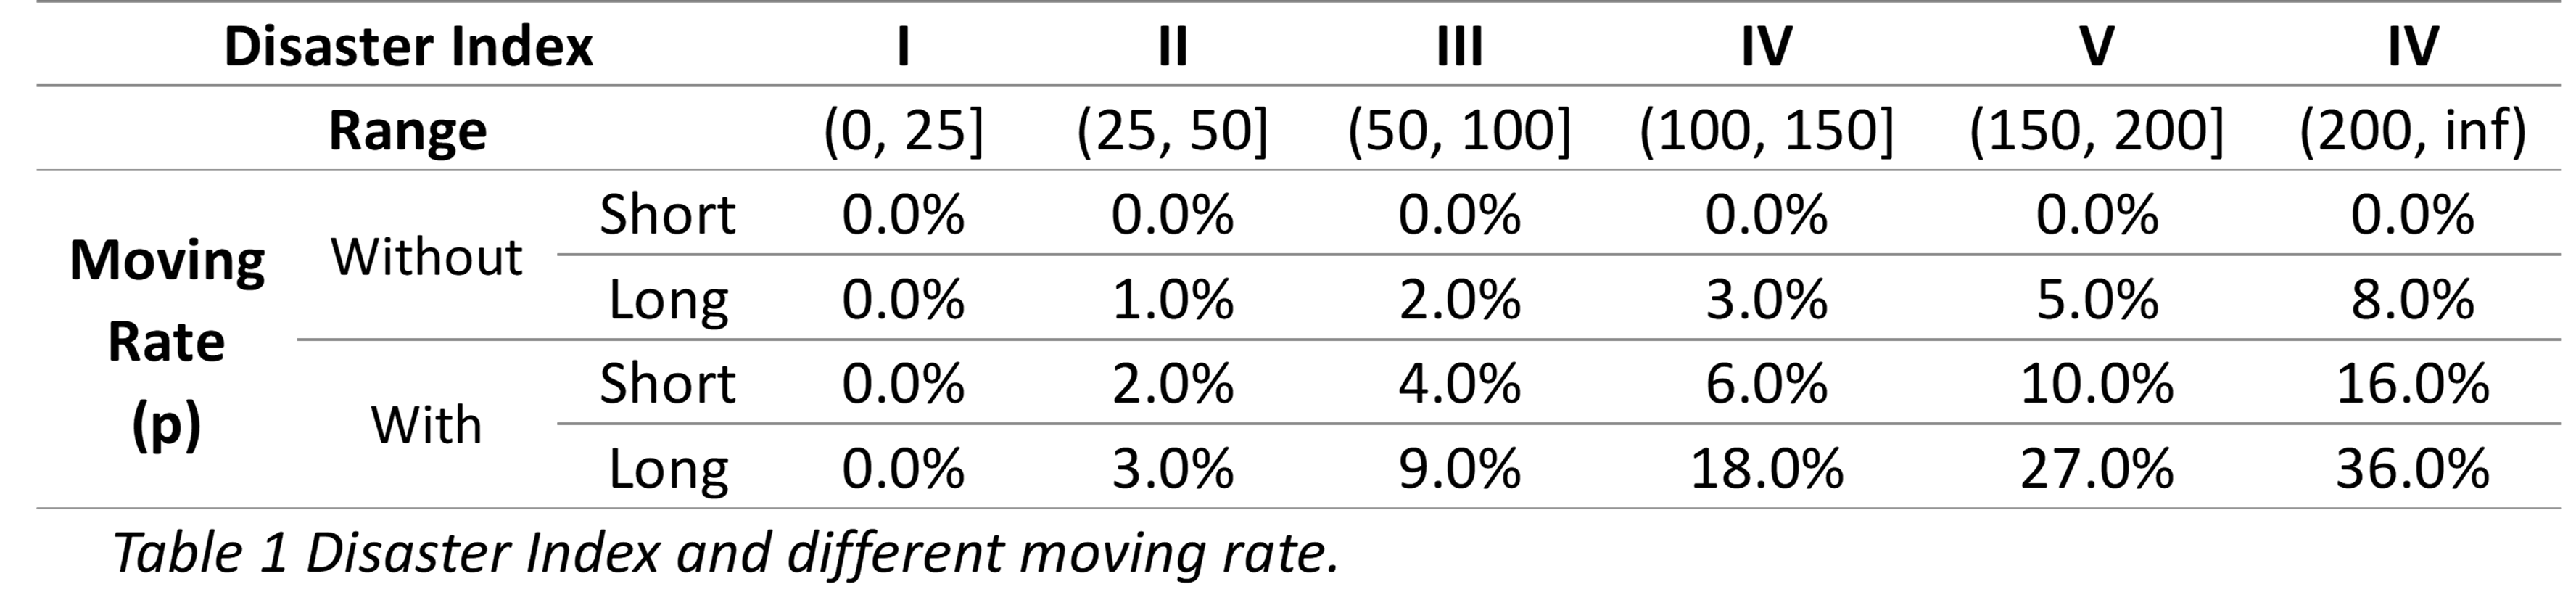 Disaster Index I II III IV V IV
Range (0, 25] (25, 50] (50, 100] (100, 150] (150, 200] (200, inf)
Moving Rate (p) Without Short 0.0% 0.0% 0.0% 0.0% 0.0% 0.0%
Long 0.0% 1.0% 2.0% 3.0% 5.0% 8.0%
With Short 0.0% 2.0% 4.0% 6.0% 10.0% 16.0%
Long 0.0% 3.0% 9.0% 18.0% 27.0% 36.0%
Table 1 Disaster Index and different moving rate.